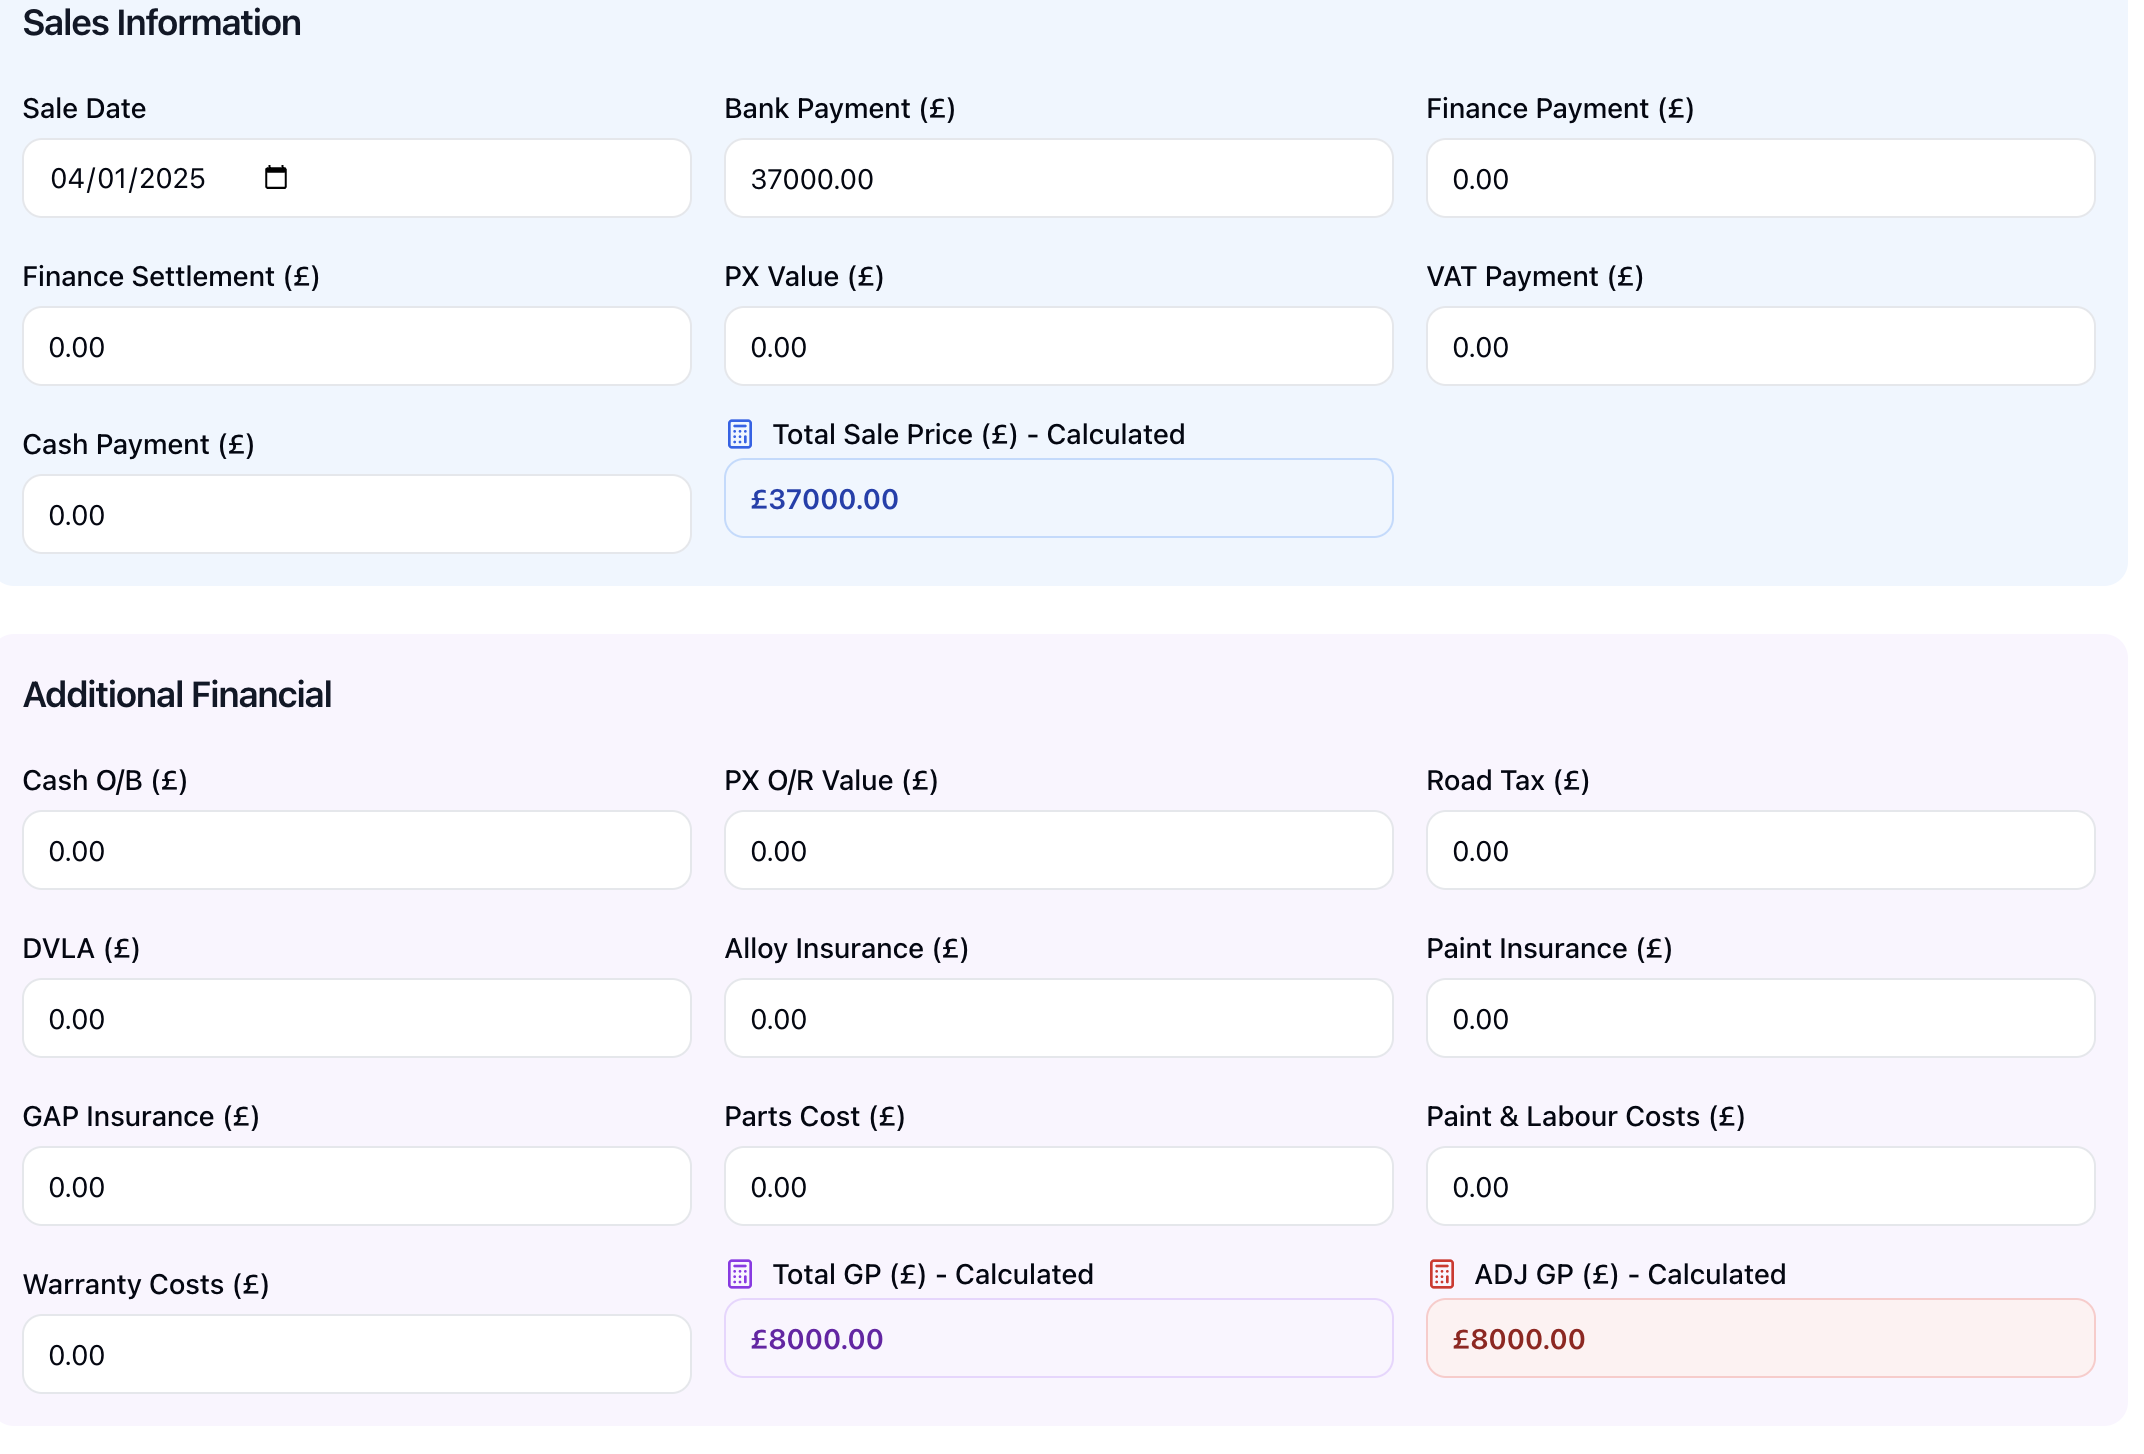 Sales Information
Sale Date
Bank Payment (£)
Finance Payment (£)
04/01/2025
37000.00
0.00
Finance Settlement (£)
PX Value (£)
VAT Payment (£)
0.00
0.00
0.00
Cash Payment (£)
Total Sale Price (£) - Calculated
0.00
£37000.00
Additional Financial
Cash O/B (£)
PX O/R Value (£)
Road Tax (£)
0.00
0.00
0.00
DVLA (£)
Alloy Insurance (£)
Paint Insurance (£)
0.00
0.00
0.00
GAP Insurance (£)
Parts Cost (£)
Paint & Labour Costs (£)
0.00
0.00
0.00
Warranty Costs (£)
Total GP (£) - Calculated
ADJ GP (£) - Calculated
0.00
£8000.00
£8000.00